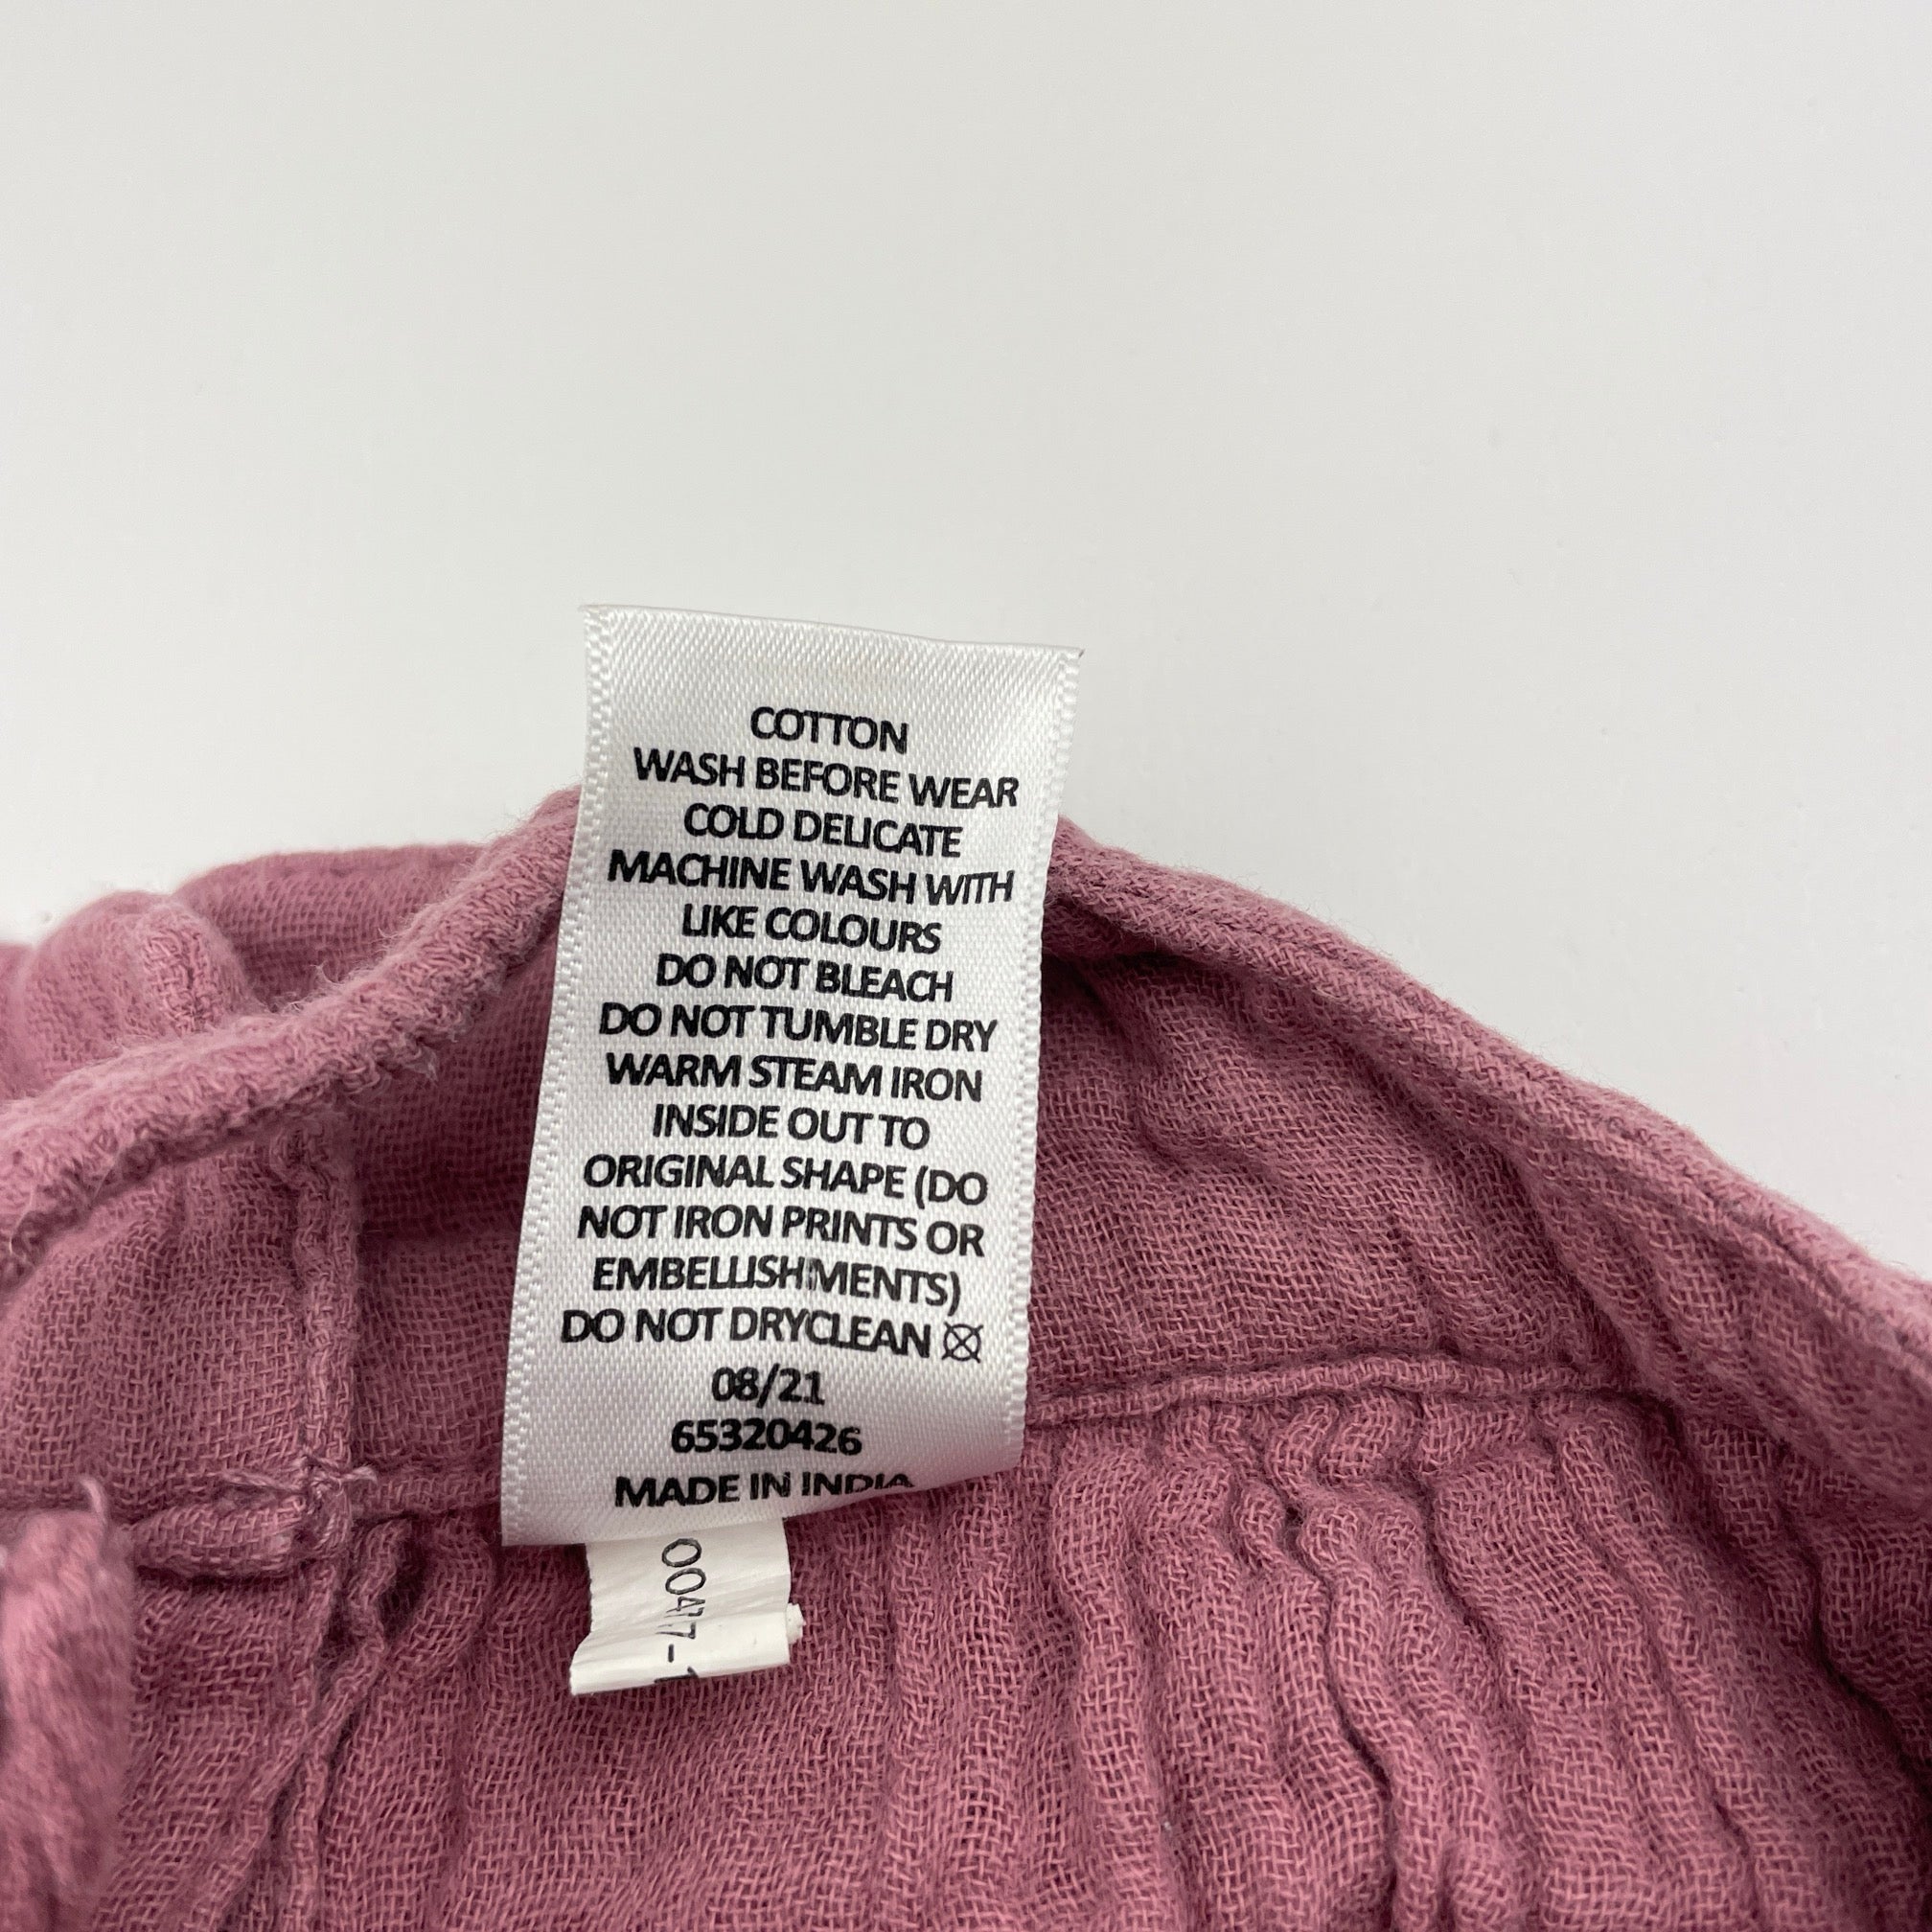 COTTON
WASH BEFORE WEAR
COLD DELICATE
MACHINE WASH WITH
LIKE COLOURS
DO NOT BLEACH
DO NOT TUMBLE DRY
WARM STEAM IRON
INSIDE OUT TO
ORIGINAL SHAPE (DO
NOT IRON PRINTS OR
EMBELLISHMENTS)
DO NOT DRYCLEAN
08/21
65320426
MADE IN INDIA